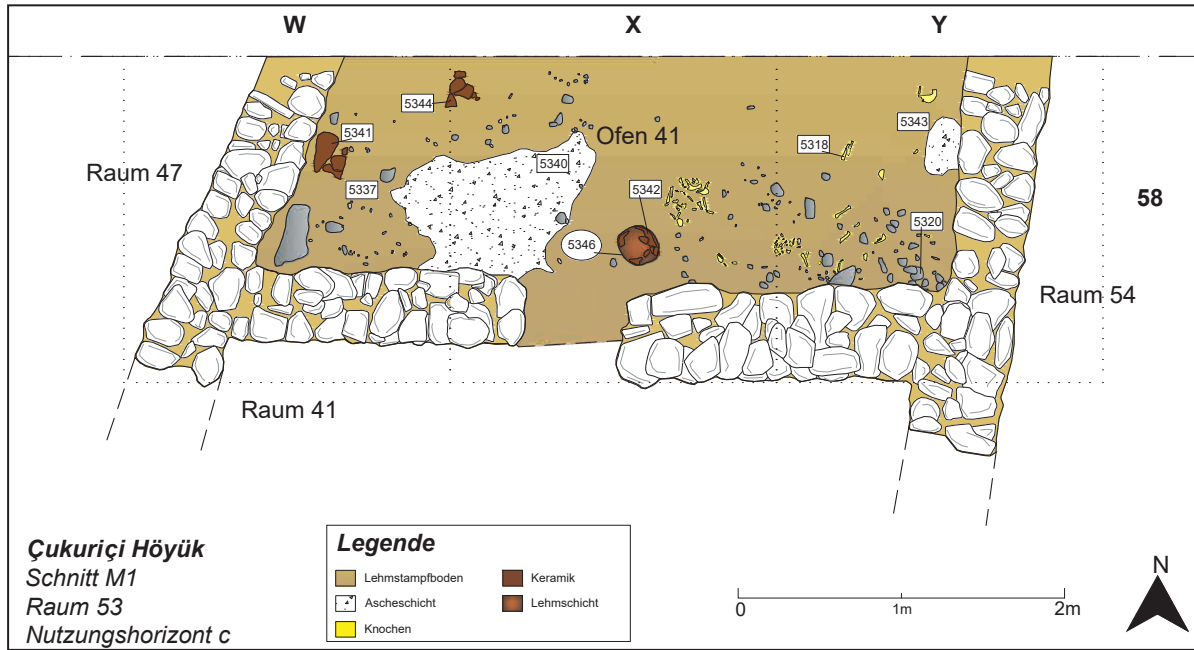 W X Y
5344
5341
5343
Ofen 41
5318
Raum 47
5340
5337
5342
58
5320
5346
Raum 54
Raum 41
Çukuriçi Höyük
Schnitt M1
Raum 53
Nutzungshorizont c
Legende
Lehmstampfboden
Keramik
Ascheschicht
Lehmschicht
Knochen
0 1m 2m
N